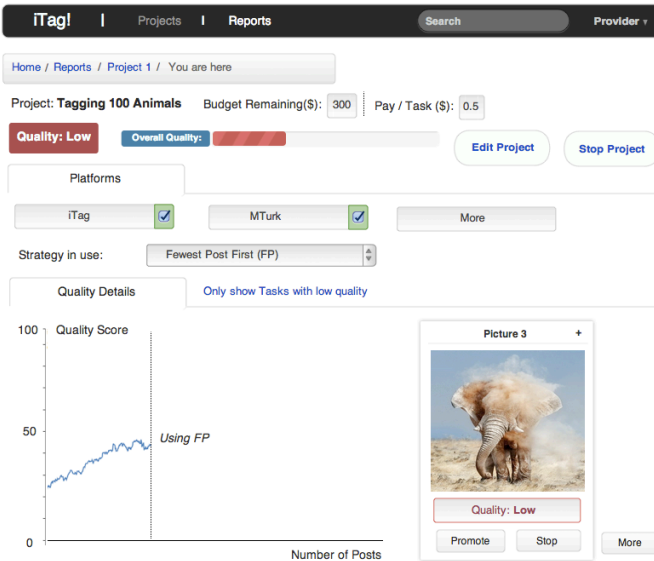 iTag! | Projects | Reports Search Provider ▾
Home / Reports / Project 1 / You are here
Project: Tagging 100 Animals Budget Remaining($): 300 Pay / Task ($): 0.5
Quality: Low Overall Quality: Edit Project Stop Project
Platforms
iTag MTurk More
Strategy in use: Fewest Post First (FP)
Quality Details Only show Tasks with low quality
100 Quality Score
Picture 3 +
50
Using FP
Quality: Low
Promote Stop More
0
Number of Posts